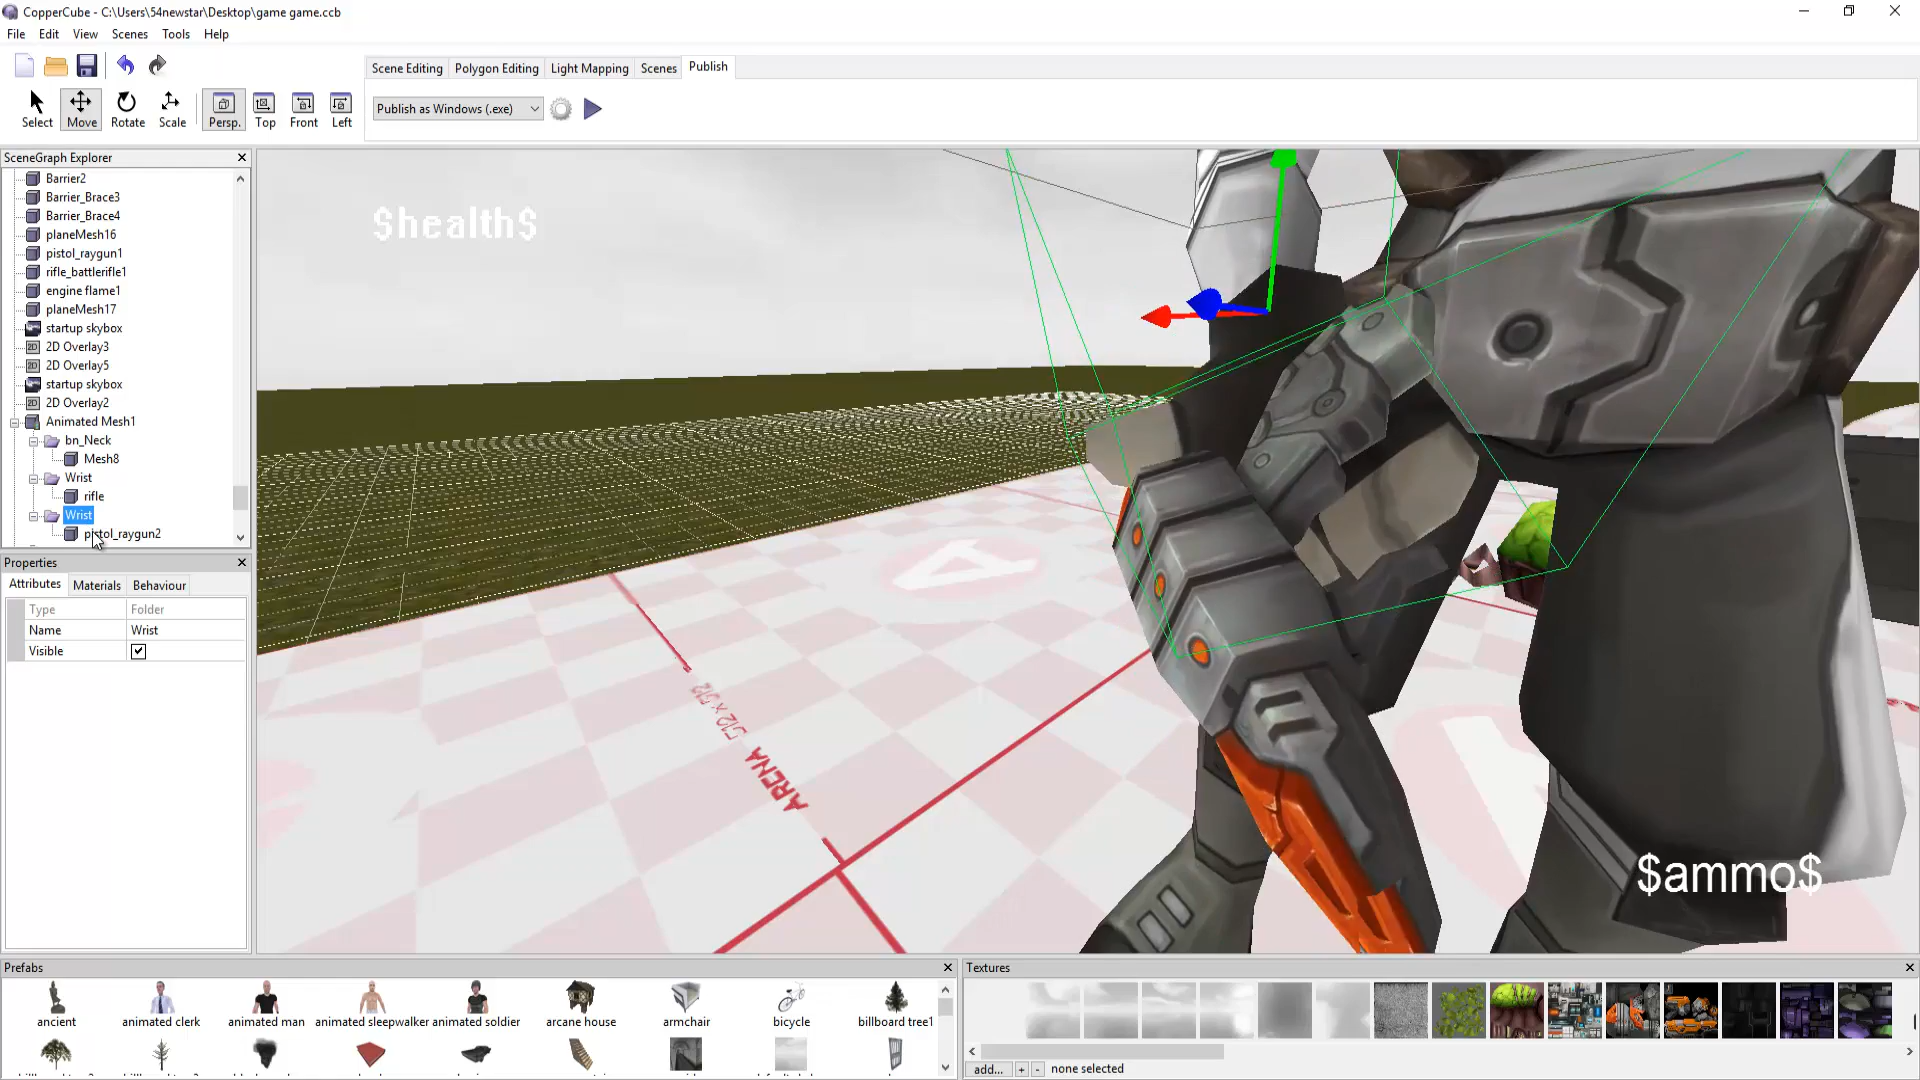 CopperCube - C:\Users\54newstar\Desktop\game game.ccb
File Edit View Scenes Tools Help
Scene Editing Polygon Editing Light Mapping Scenes Publish
Select Move Rotate Scale Persp. Top Front Left
Publish as Windows (.exe)
SceneGraph Explorer
Barrier2
Barrier_Brace3
Barrier_Brace4
planeMesh16
pistol_raygun1
rifle_battlerifle1
engine flame1
planeMesh17
startup skybox
2D Overlay3
2D Overlay5
startup skybox
2D Overlay2
Animated Mesh1
bn_Neck
Mesh8
Wrist
rifle
Wrist
pistol_raygun2
Properties
Attributes Materials Behaviour
Type Folder
Name Wrist
Visible
$health$
ARENA 512 x 512
$ammo$
Prefabs
ancient animated clerk animated man animated sleepwalker animated soldier arcane house armchair bicycle billboard tree1
Textures
add... + - none selected